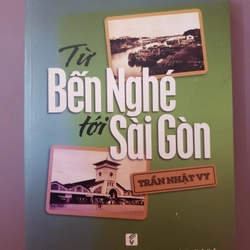 Từ
Bến Nghé
tới
Sài Gòn
TRẦN NHẬT VY